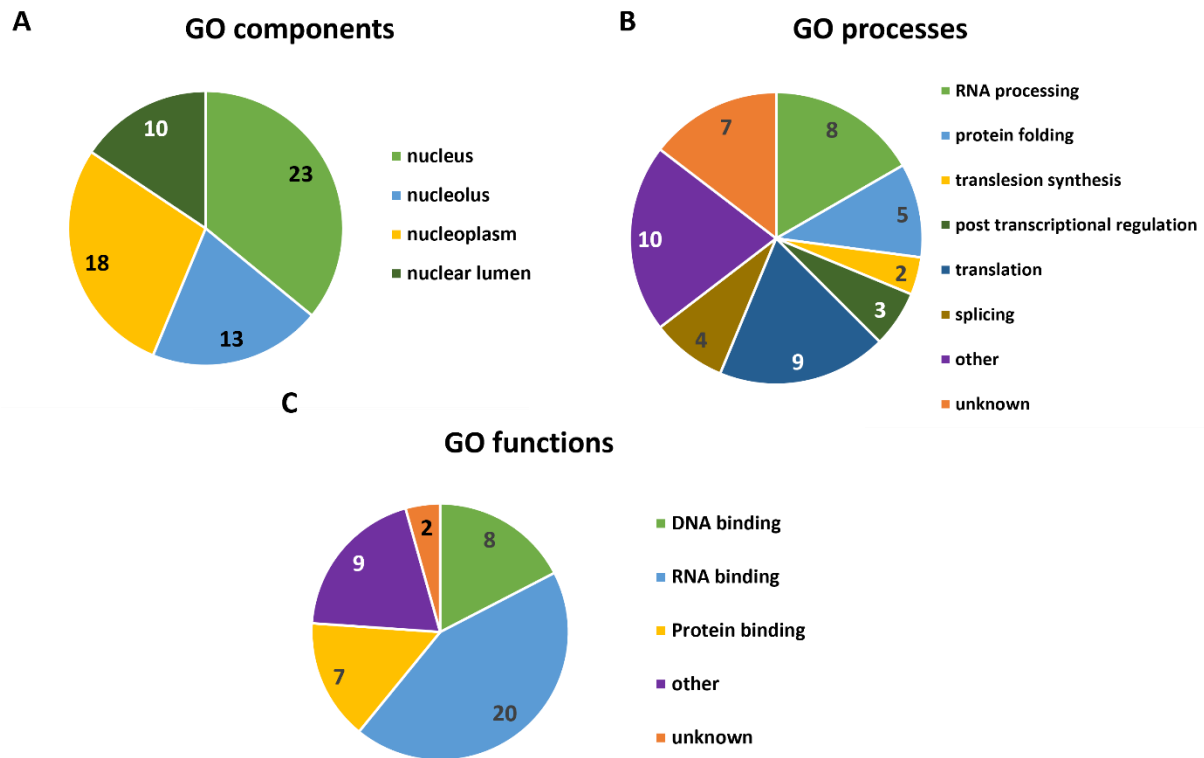 A
GO components
10
23
18
13
nucleus
nucleolus
nucleoplasm
nuclear lumen
B
GO processes
7
8
5
10
2
3
4
9
RNA processing
protein folding
translesion synthesis
post transcriptional regulation
translation
splicing
other
unknown
C
GO functions
2
8
9
7
20
DNA binding
RNA binding
Protein binding
other
unknown